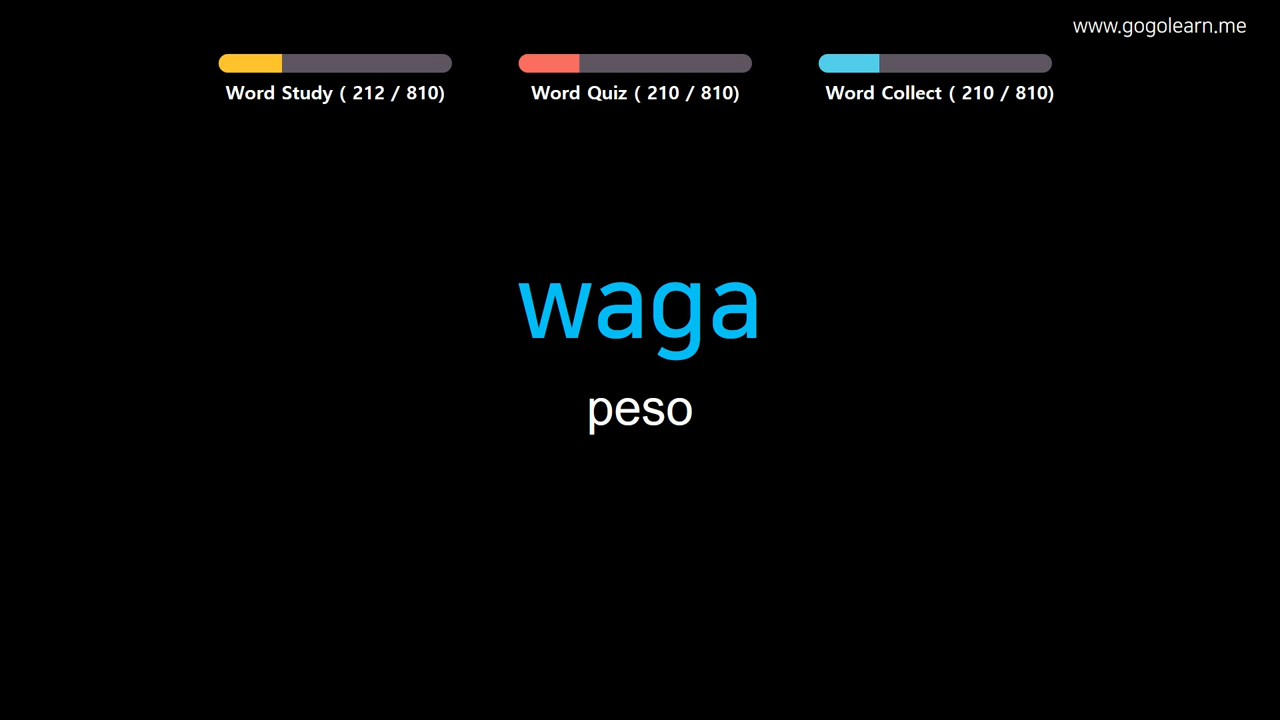 www.gogolearn.me
Word Study ( 212 / 810)
Word Quiz ( 210 / 810)
Word Collect ( 210 / 810)
waga
peso